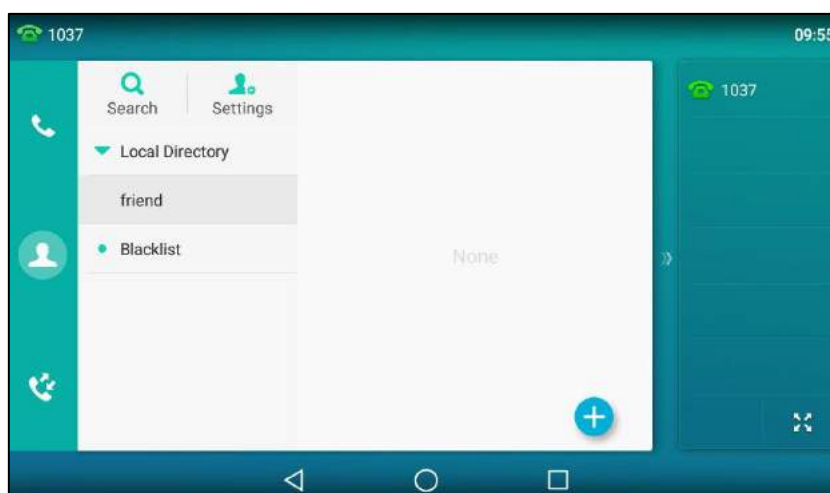 1037
09:55
Search
Settings
1037
Local Directory
friend
Blacklist
None